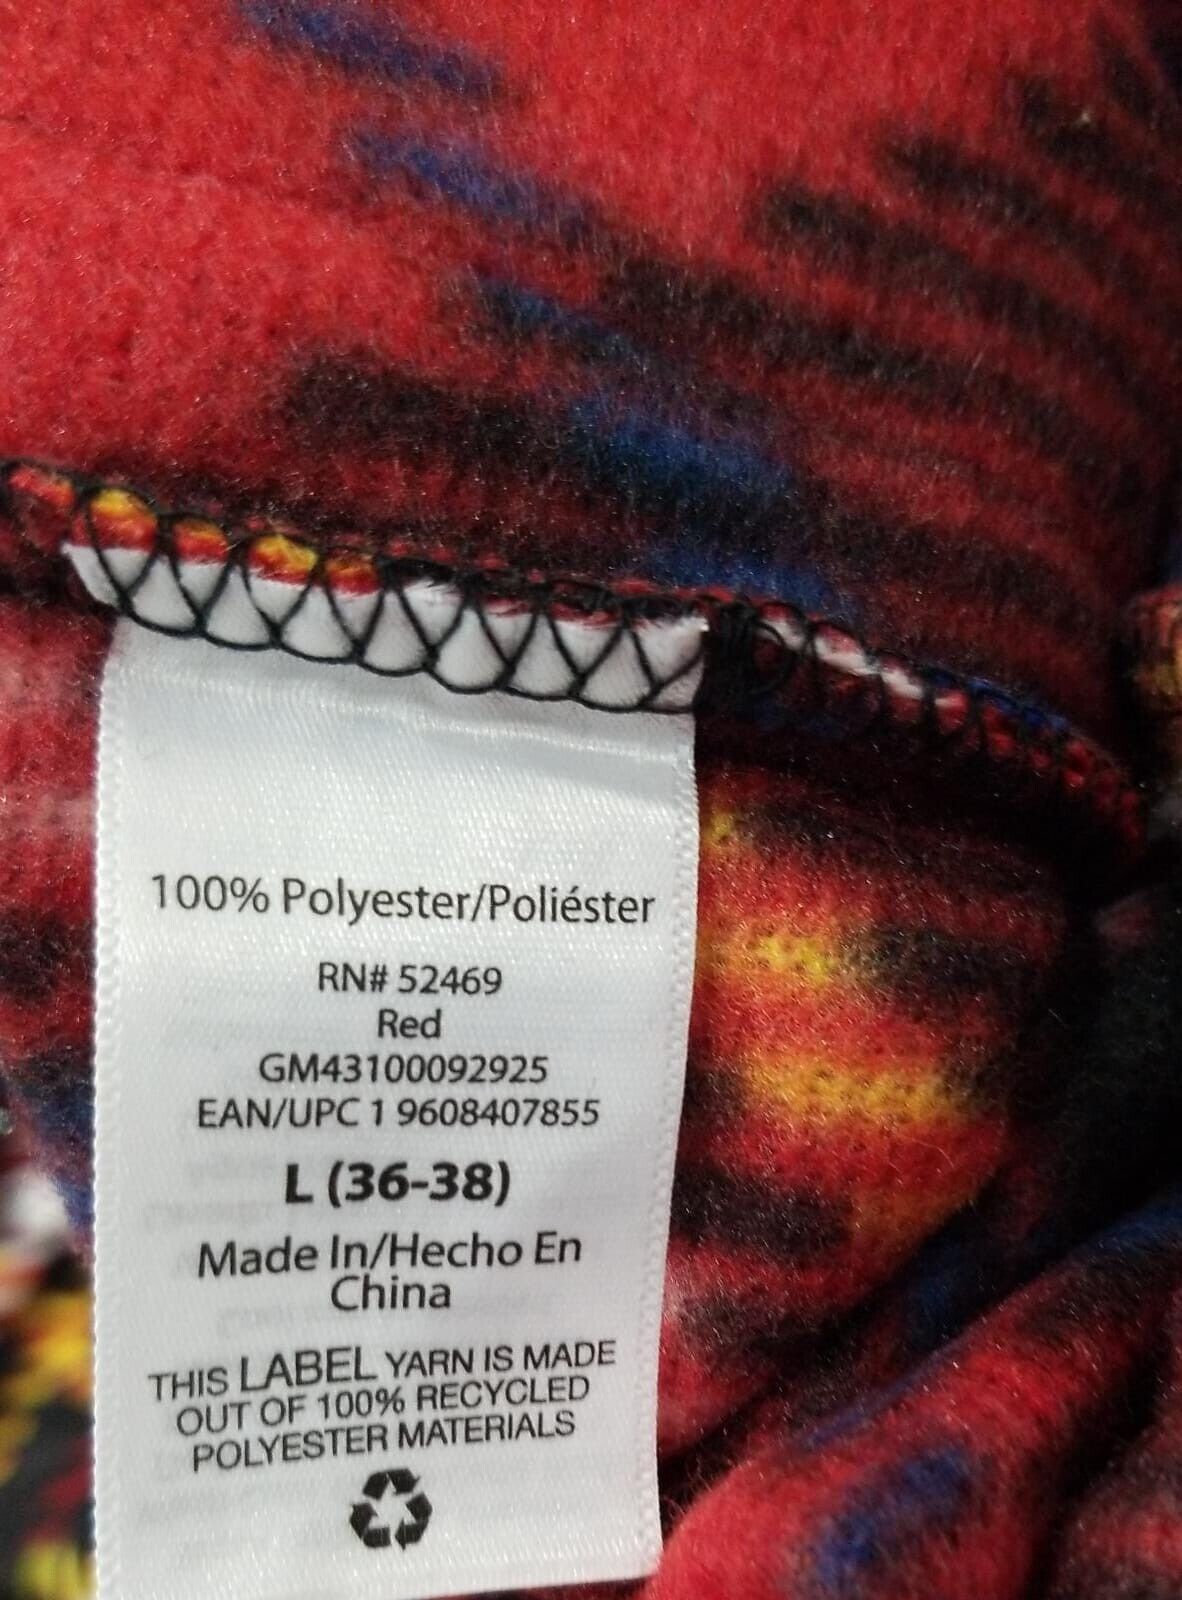 100% Polyester/Poliéster
RN# 52469
Red
GM43100092925
EAN/UPC 1 9608407855
L (36-38)
Made In/Hecho En
China
THIS LABEL YARN IS MADE
OUT OF 100% RECYCLED
POLYESTER MATERIALS